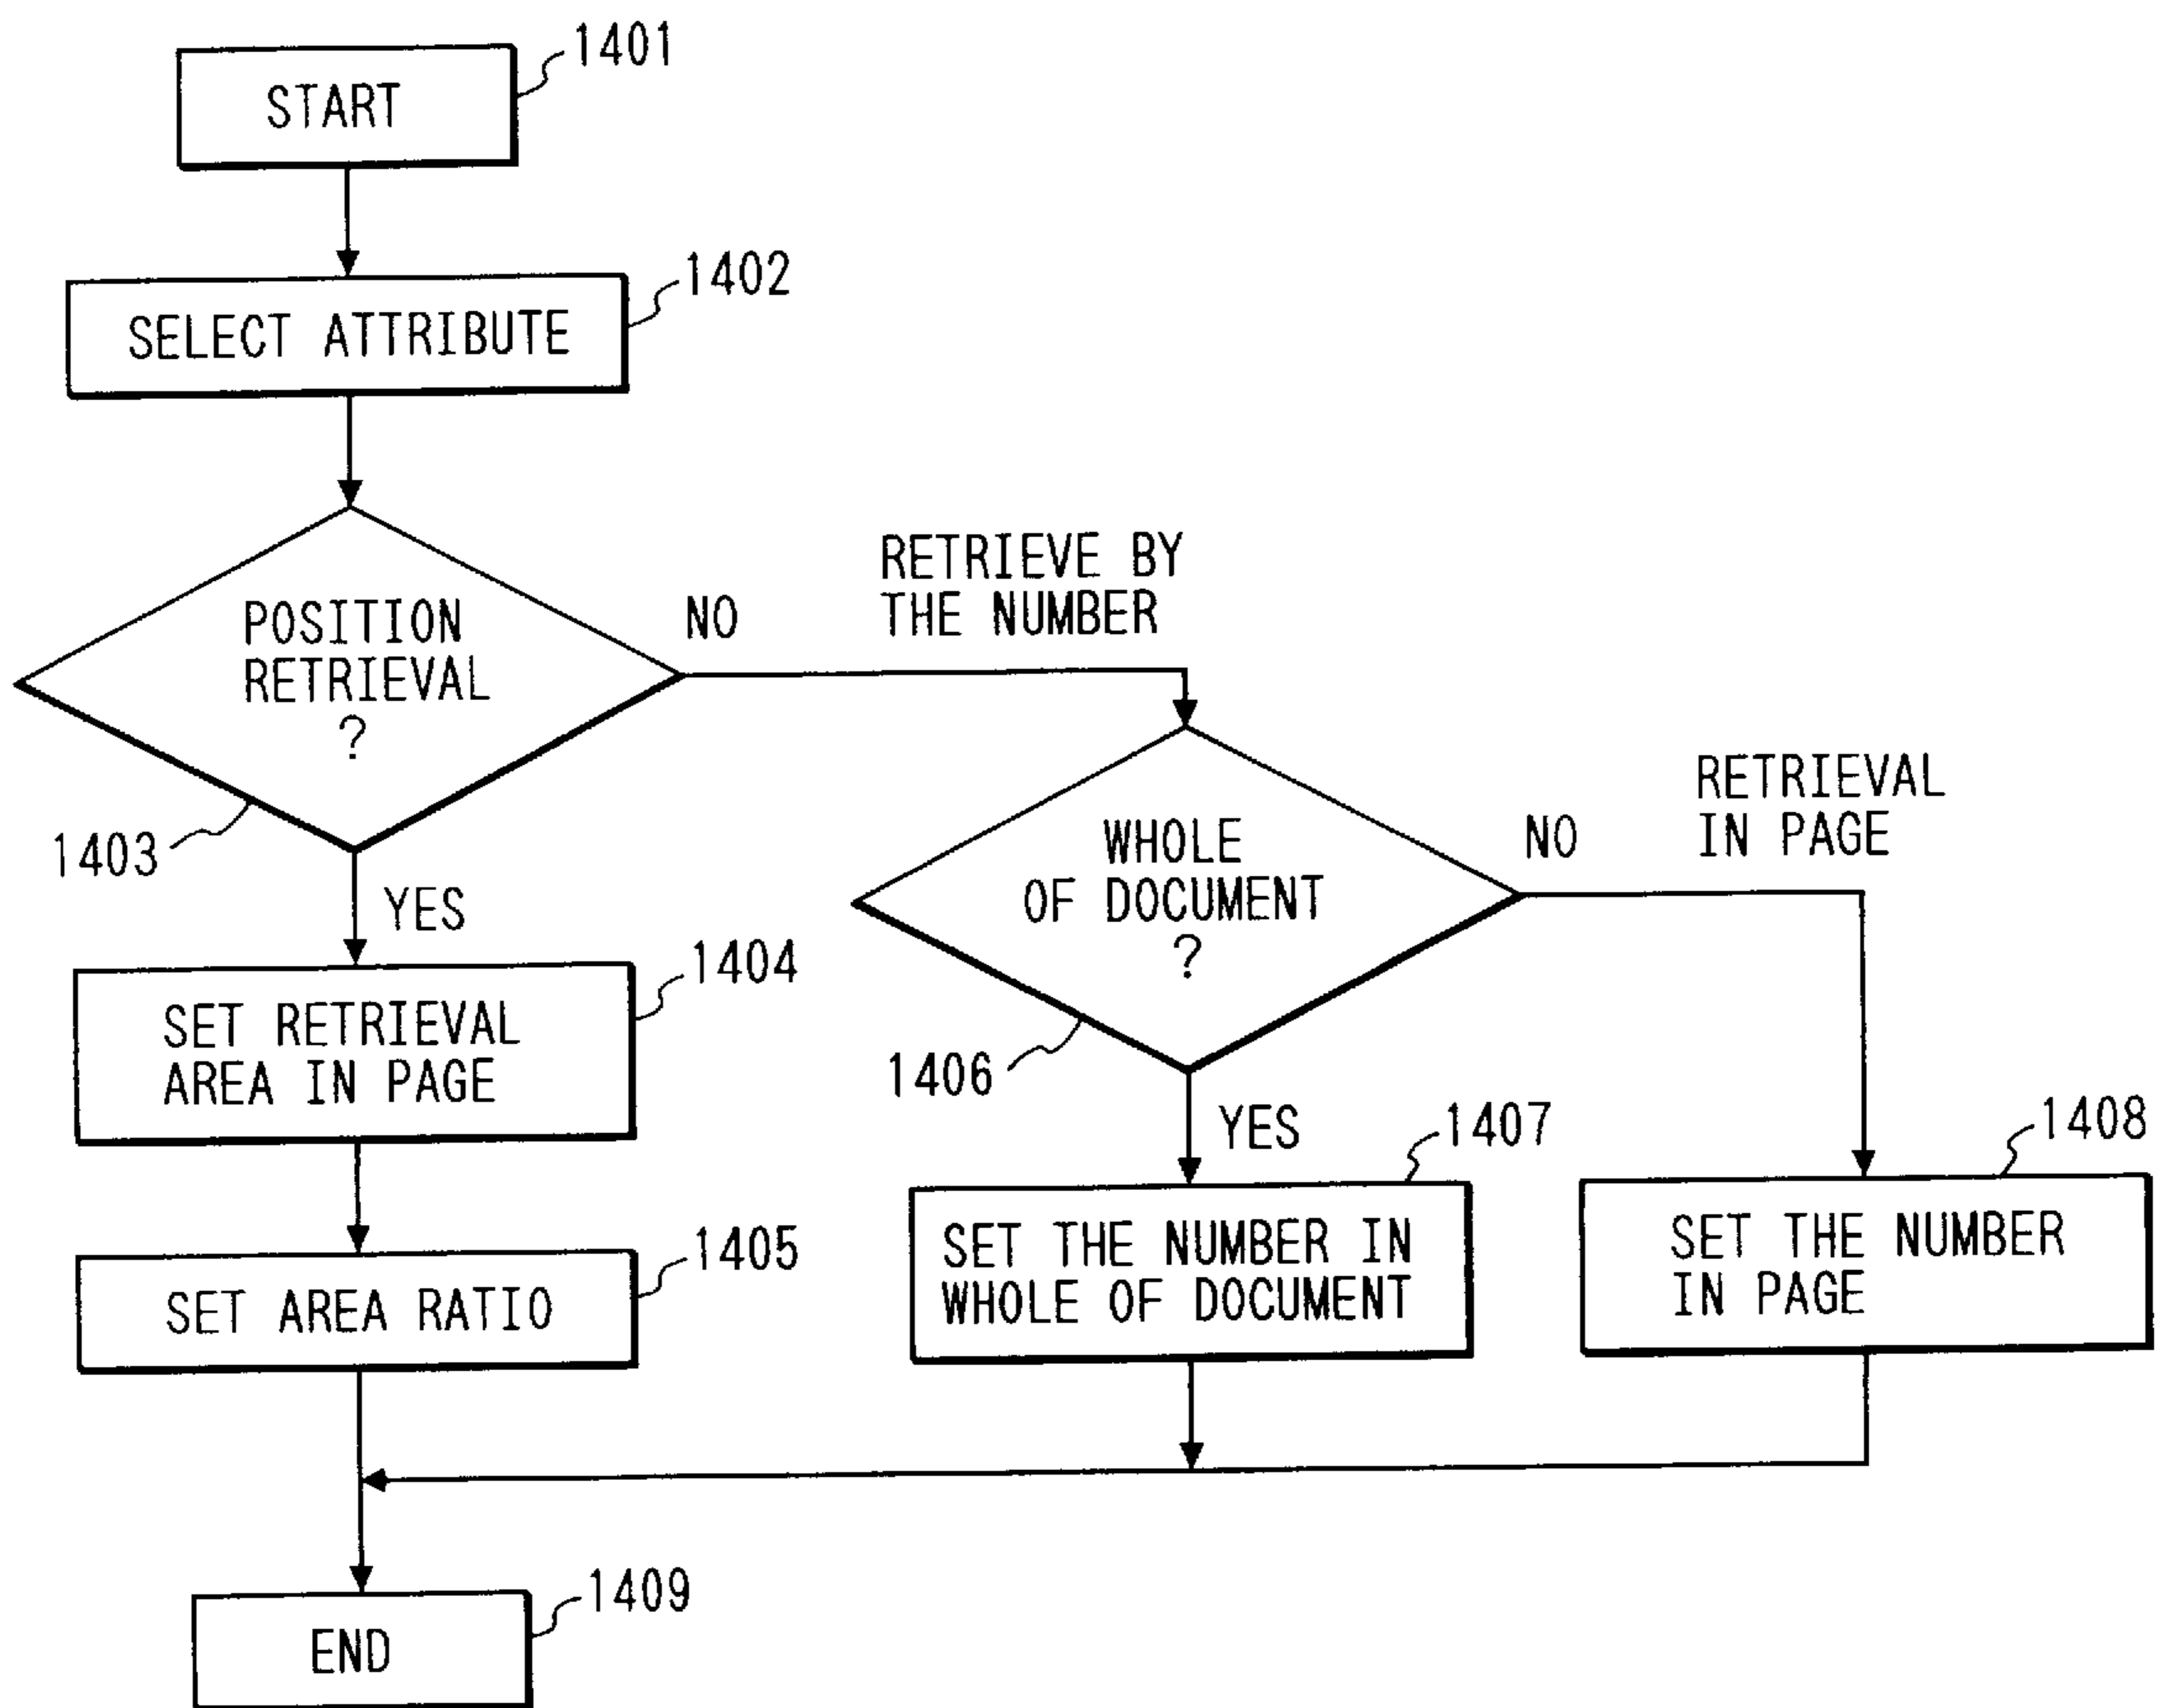 START
1401
SELECT ATTRIBUTE
1402
POSITION
RETRIEVAL
?
1403
NO
RETRIEVE BY
THE NUMBER
YES
SET RETRIEVAL
AREA IN PAGE
1404
SET AREA RATIO
1405
WHOLE
OF DOCUMENT
?
1406
NO
RETRIEVAL
IN PAGE
YES
1407
SET THE NUMBER IN
WHOLE OF DOCUMENT
1408
SET THE NUMBER
IN PAGE
END
1409